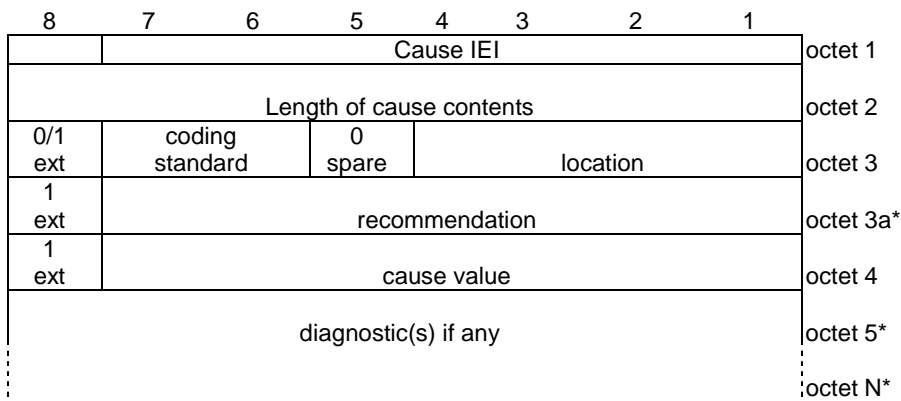 8 7 6 5 4 3 2 1
Cause IEI octet 1
Length of cause contents octet 2
0/1 coding 0
ext standard spare location octet 3
1
ext recommendation octet 3a*
1
ext cause value octet 4
diagnostic(s) if any octet 5*
octet N*